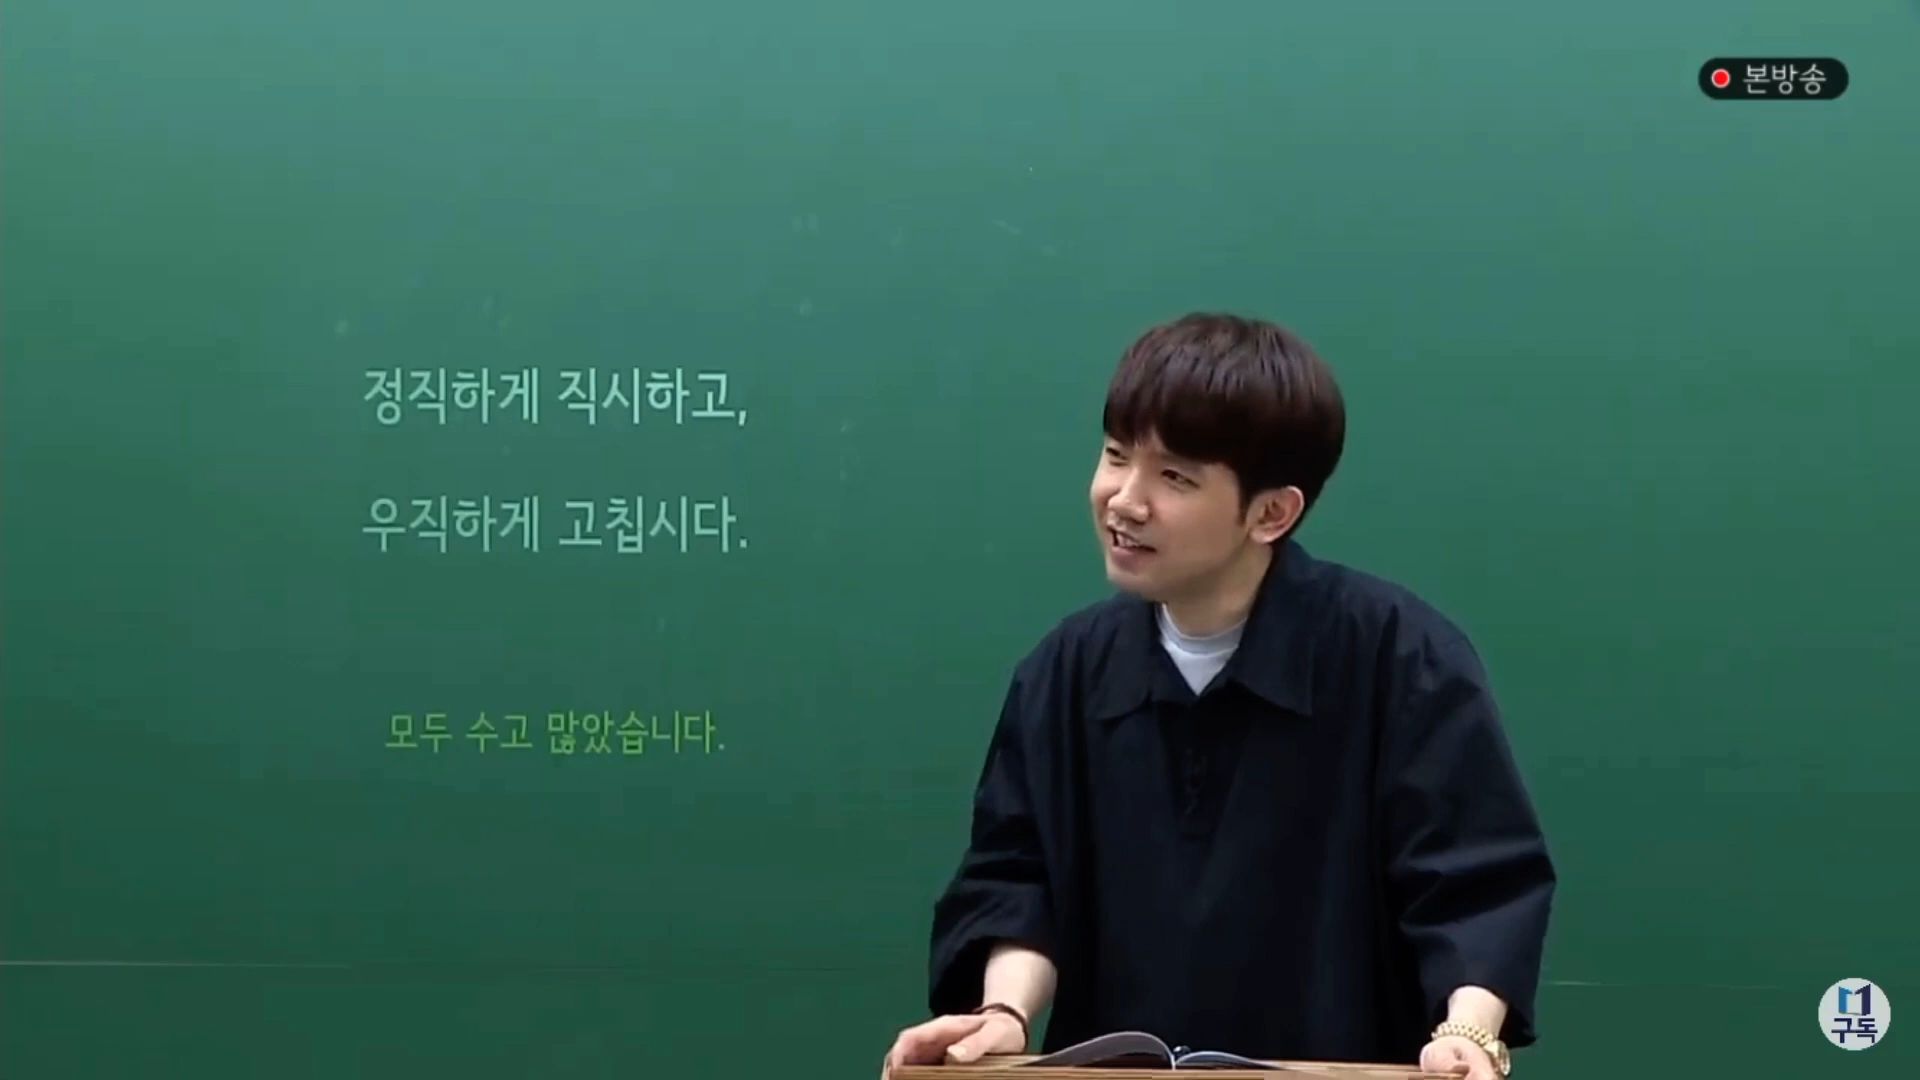 본방송
정직하게 직시하고,
우직하게 고칩시다.
모두 수고 많았습니다.
구독